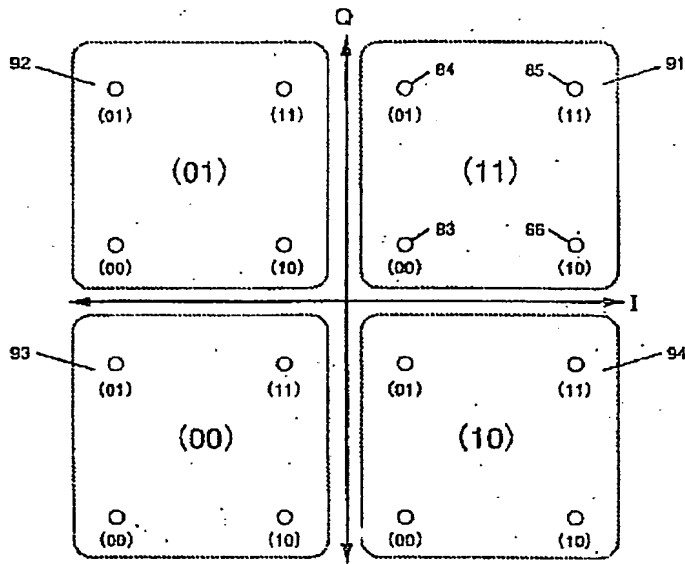 Q
92 84 85 91
(01) (11) (01) (11)
(01) (11)
83 86
(00) (10) (00) (10)
I
93 94
(01) (11) (01) (11)
(00) (10)
(00) (10) (00) (10)